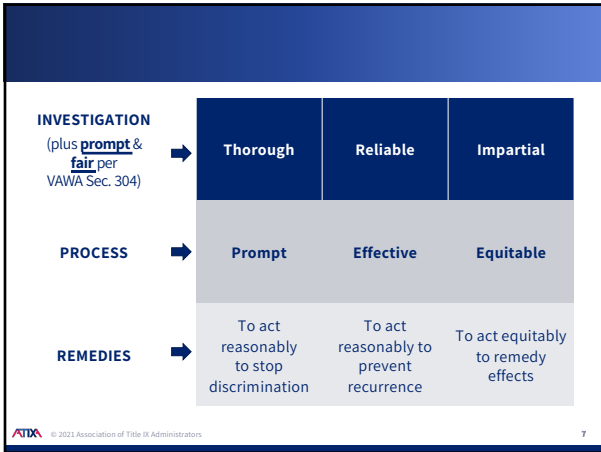 INVESTIGATION
(plus prompt &
fair per
VAWA Sec. 304)
Thorough
Reliable
Impartial
PROCESS
Prompt
Effective
Equitable
REMEDIES
To act
reasonably
to stop
discrimination
To act
reasonably to
prevent
recurrence
To act equitably
to remedy
effects
ATIXA © 2021 Association of Title IX Administrators
7